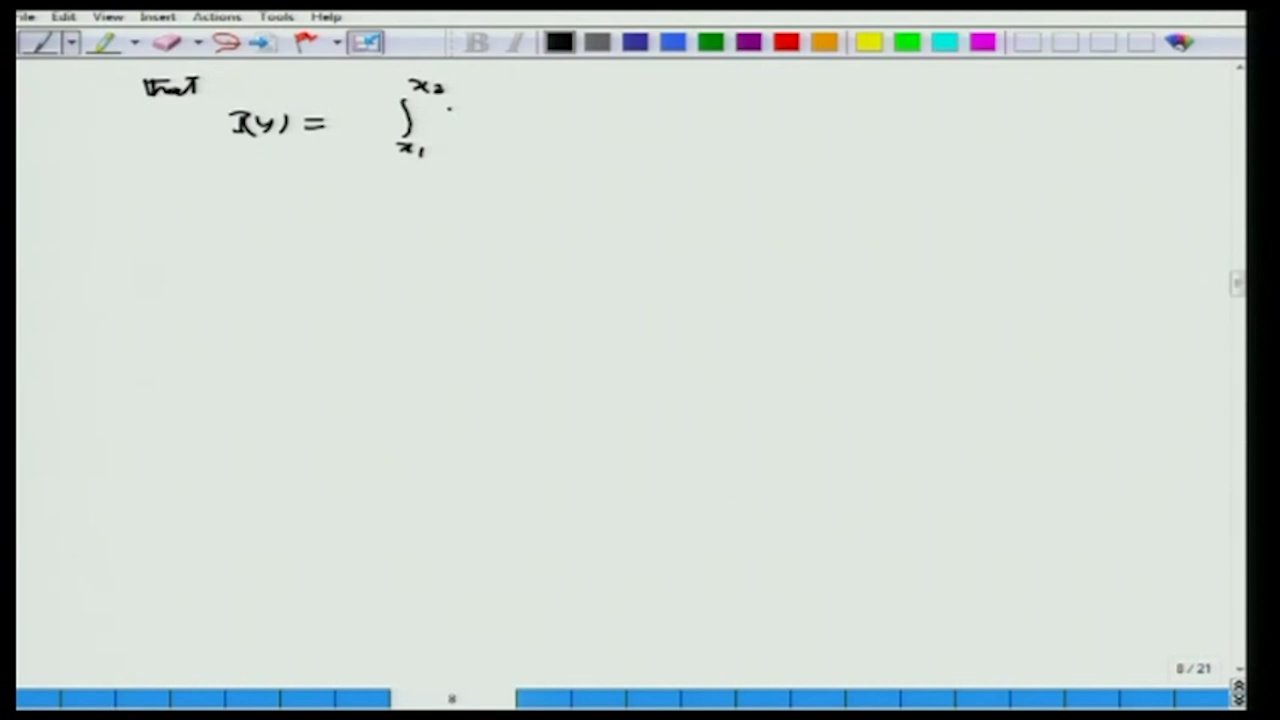 File Edit View Insert Actions Tools Help
B I
that
I(y) = ∫
x₂
x₁
8 / 21
8